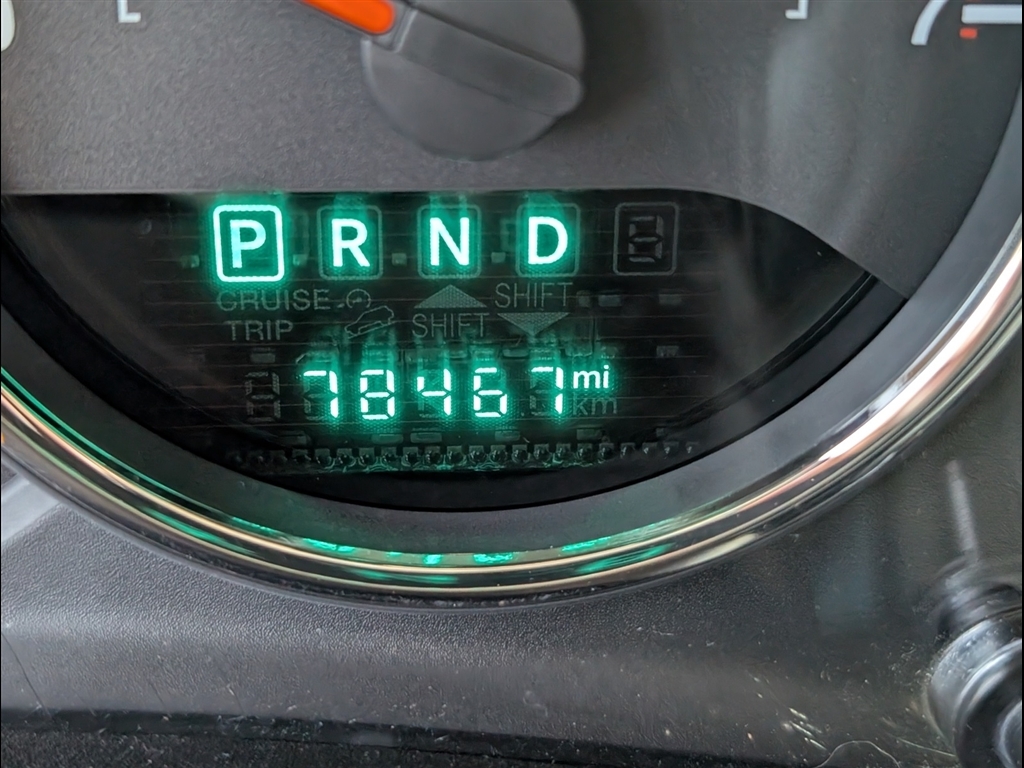 P R N D
CRUISE SHIFT
TRIP SHIFT
78467 mi
km